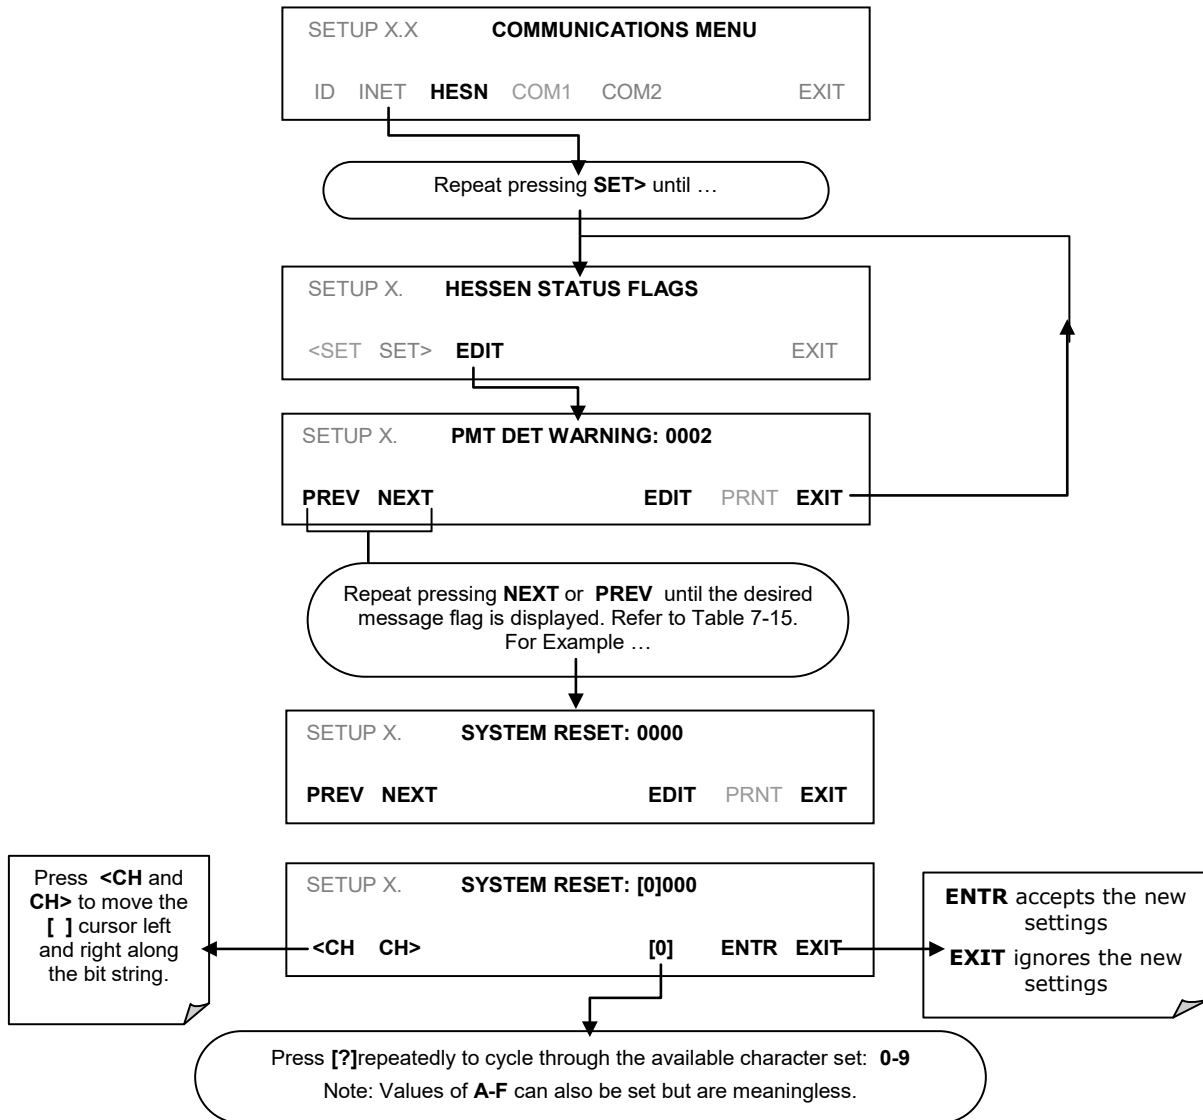 SETUP X.X COMMUNICATIONS MENU
ID INET HESN COM1 COM2 EXIT
Repeat pressing SET> until …
SETUP X. HESSEN STATUS FLAGS
<SET SET> EDIT EXIT
SETUP X. PMT DET WARNING: 0002
PREV NEXT EDIT PRNT EXIT
Repeat pressing NEXT or PREV until the desired
message flag is displayed. Refer to Table 7-15.
For Example …
SETUP X. SYSTEM RESET: 0000
PREV NEXT EDIT PRNT EXIT
Press <CH and
CH> to move the
[ ] cursor left
and right along
the bit string.
SETUP X. SYSTEM RESET: [0]000
<CH CH> [0] ENTR EXIT
ENTR accepts the new
settings
EXIT ignores the new
settings
Press [?]repeatedly to cycle through the available character set: 0-9
Note: Values of A-F can also be set but are meaningless.